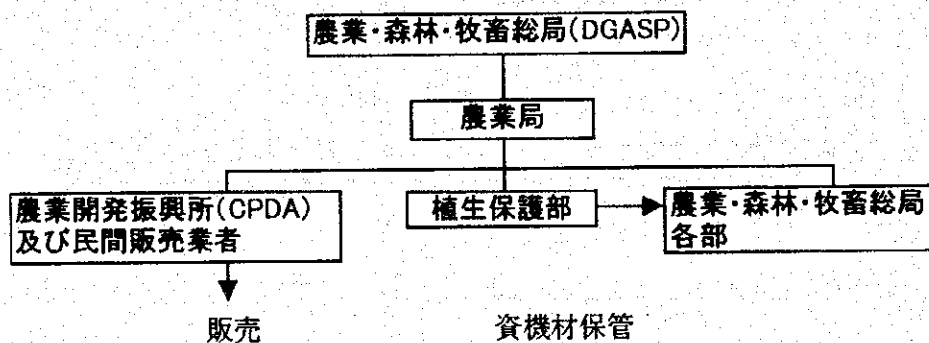 農業・森林・牧畜総局(DGASP)
農業局
農業開発振興所(CPDA)
及び民間販売業者
植生保護部
農業・森林・牧畜総局
各部
販売
資機材保管